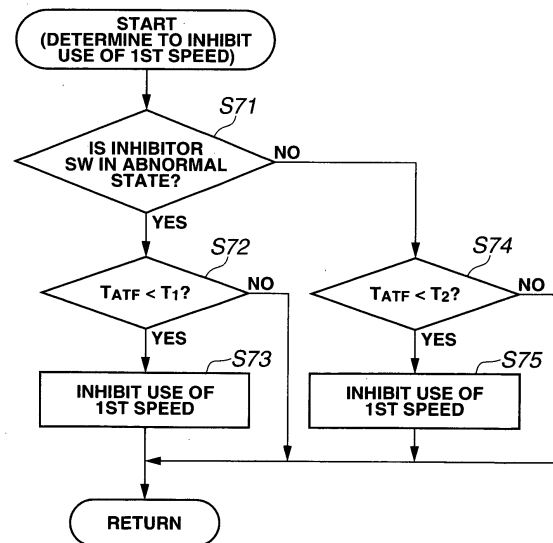 START
(DETERMINE TO INHIBIT
USE OF 1ST SPEED)
S71
IS INHIBITOR
SW IN ABNORMAL
STATE?
NO
YES
S72
TATF < T1?
NO
YES
S73
INHIBIT USE OF
1ST SPEED
S74
TATF < T2?
NO
YES
S75
INHIBIT USE OF
1ST SPEED
RETURN